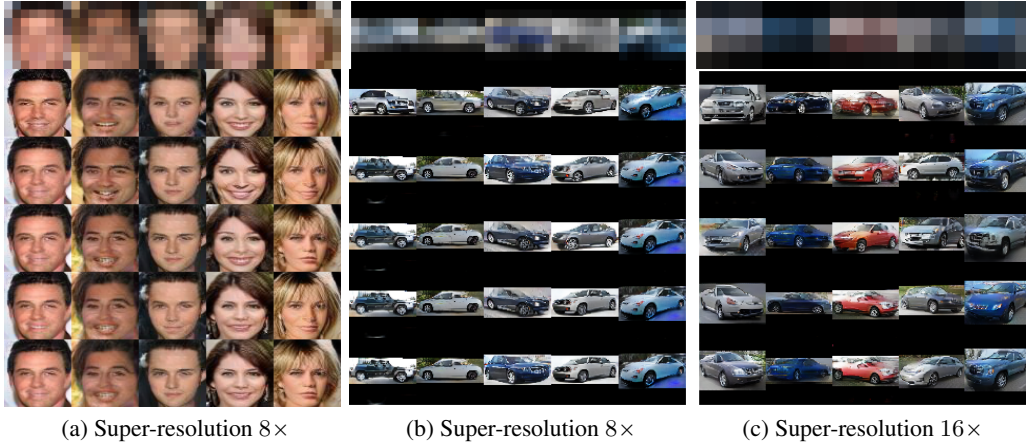 (a) Super-resolution 8×
(b) Super-resolution 8×
(c) Super-resolution 16×